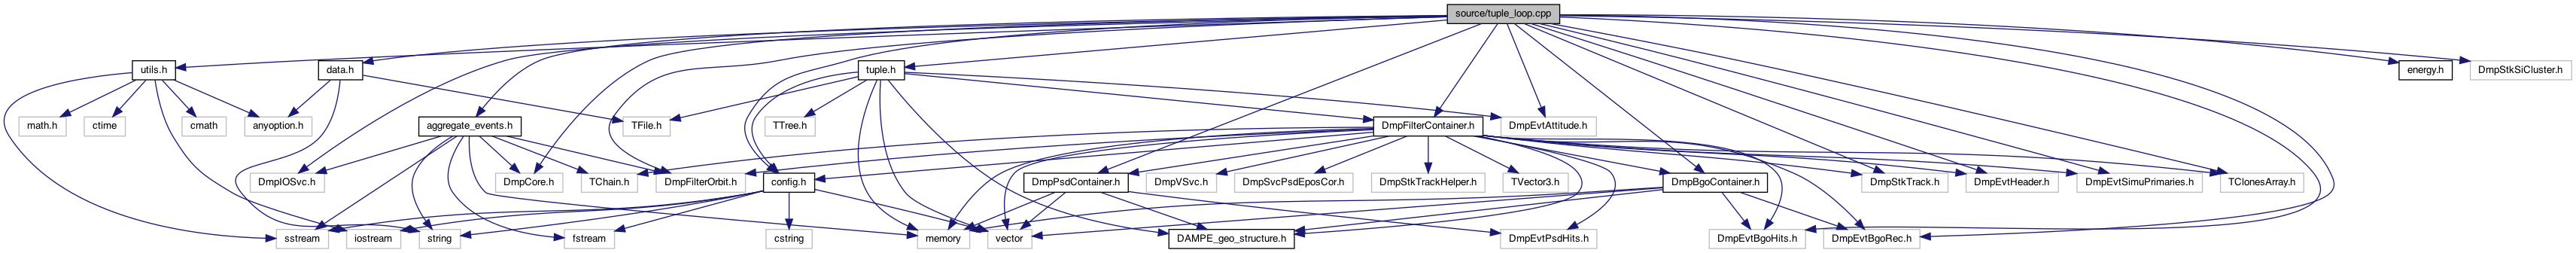 source/tuple_loop.cpp
utils.h
data.h
tuple.h
energy.h
DmpStkSiCluster.h
math.h
ctime
cmath
anyoption.h
aggregate_events.h
TFile.h
TTree.h
DmpFilterContainer.h
DmpEvtAttitude.h
DmpIOSvc.h
DmpCore.h
TChain.h
DmpFilterOrbit.h
config.h
DmpPsdContainer.h
DmpVSvc.h
DmpSvcPsdEposCor.h
DmpStkTrackHelper.h
TVector3.h
DmpBgoContainer.h
DmpStkTrack.h
DmpEvtHeader.h
DmpEvtSimuPrimaries.h
TClonesArray.h
sstream
iostream
string
fstream
cstring
memory
vector
DAMPE_geo_structure.h
DmpEvtPsdHits.h
DmpEvtBgoHits.h
DmpEvtBgoRec.h